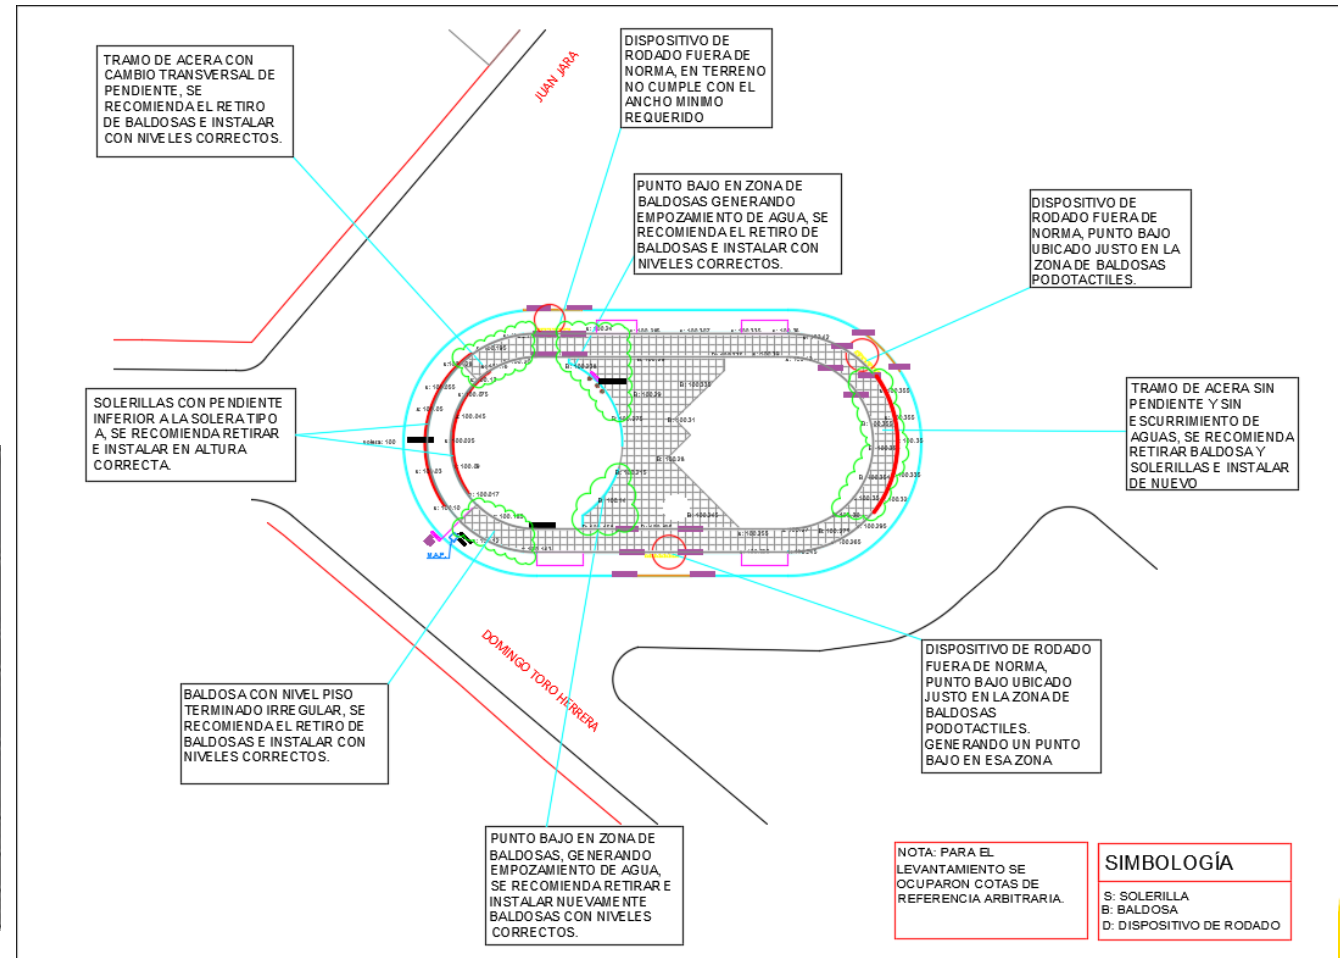 TRAMO DE ACERA CON
CAMBIO TRANSVERSAL DE
PENDIENTE, SE
RECOMIENDA EL RETIRO
DE BALDOSAS E INSTALAR
CON NIVELES CORRECTOS.
JUAN JARA
DISPOSITIVO DE
RODADO FUERA DE
NORMA, EN TERRENO
NO CUMPLE CON EL
ANCHO MINIMO
REQUERIDO
PUNTO BAJO EN ZONA DE
BALDOSAS GENERANDO
EMPOZAMIENTO DE AGUA, SE
RECOMIENDA EL RETIRO DE
BALDOSAS E INSTALAR CON
NIVELES CORRECTOS.
DISPOSITIVO DE
RODADO FUERA DE
NORMA, PUNTO BAJO
UBICADO JUSTO EN LA
ZONA DE BALDOSAS
PODOTACTILES.
SOLERILLAS CON PENDIENTE
INFERIOR A LA SOLERA TIPO
A, SE RECOMIENDA RETIRAR
E INSTALAR EN ALTURA
CORRECTA.
TRAMO DE ACERA SIN
PENDIENTE Y SIN
ESCURRIMIENTO DE
AGUAS, SE RECOMIENDA
RETIRAR BALDOSA Y
SOLERILLAS E INSTALAR
DE NUEVO
solera: 100
B: 100.31
B: 100.29
B: 100.26
BALDOSA CON NIVEL PISO
TERMINADO IRREGULAR, SE
RECOMIENDA EL RETIRO DE
BALDOSAS E INSTALAR CON
NIVELES CORRECTOS.
DOMINGO TORO HERRERA
DISPOSITIVO DE RODADO
FUERA DE NORMA,
PUNTO BAJO UBICADO
JUSTO EN LA ZONA DE
BALDOSAS
PODOTACTILES.
GENERANDO UN PUNTO
BAJO EN ESA ZONA
PUNTO BAJO EN ZONA DE
BALDOSAS, GENERANDO
EMPOZAMIENTO DE AGUA,
SE RECOMIENDA RETIRAR E
INSTALAR NUEVAMENTE
BALDOSAS CON NIVELES
CORRECTOS.
NOTA: PARA EL
LEVANTAMIENTO SE
OCUPARON COTAS DE
REFERENCIA ARBITRARIA.
SIMBOLOGÍA
S: SOLERILLA
B: BALDOSA
D: DISPOSITIVO DE RODADO